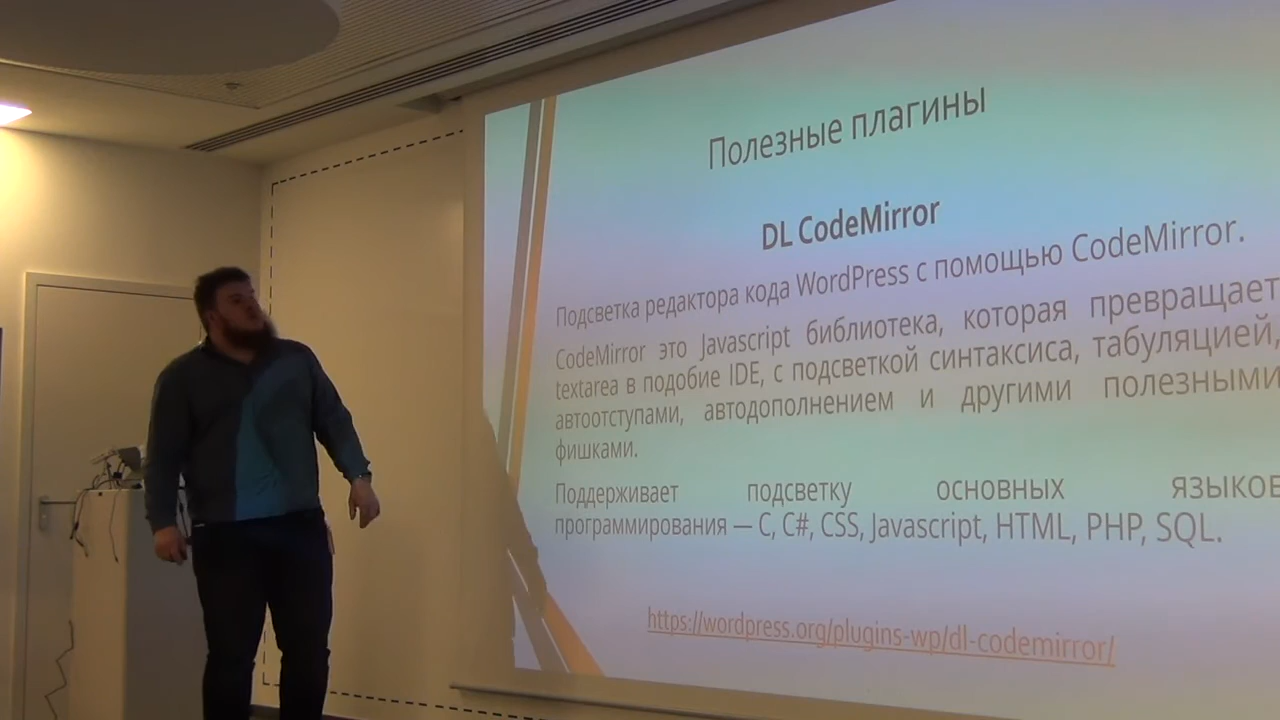 Полезные плагины
DL CodeMirror
Подсветка редактора кода WordPress с помощью CodeMirror.
CodeMirror это Javascript библиотека, которая превращает
textarea в подобие IDE, с подсветкой синтаксиса, табуляцией,
автоотступами, автодополнением и другими полезными
фишками.
Поддерживает подсветку основных языков
программирования — C, C#, CSS, Javascript, HTML, PHP, SQL.
https://wordpress.org/plugins-wp/dl-codemirror/